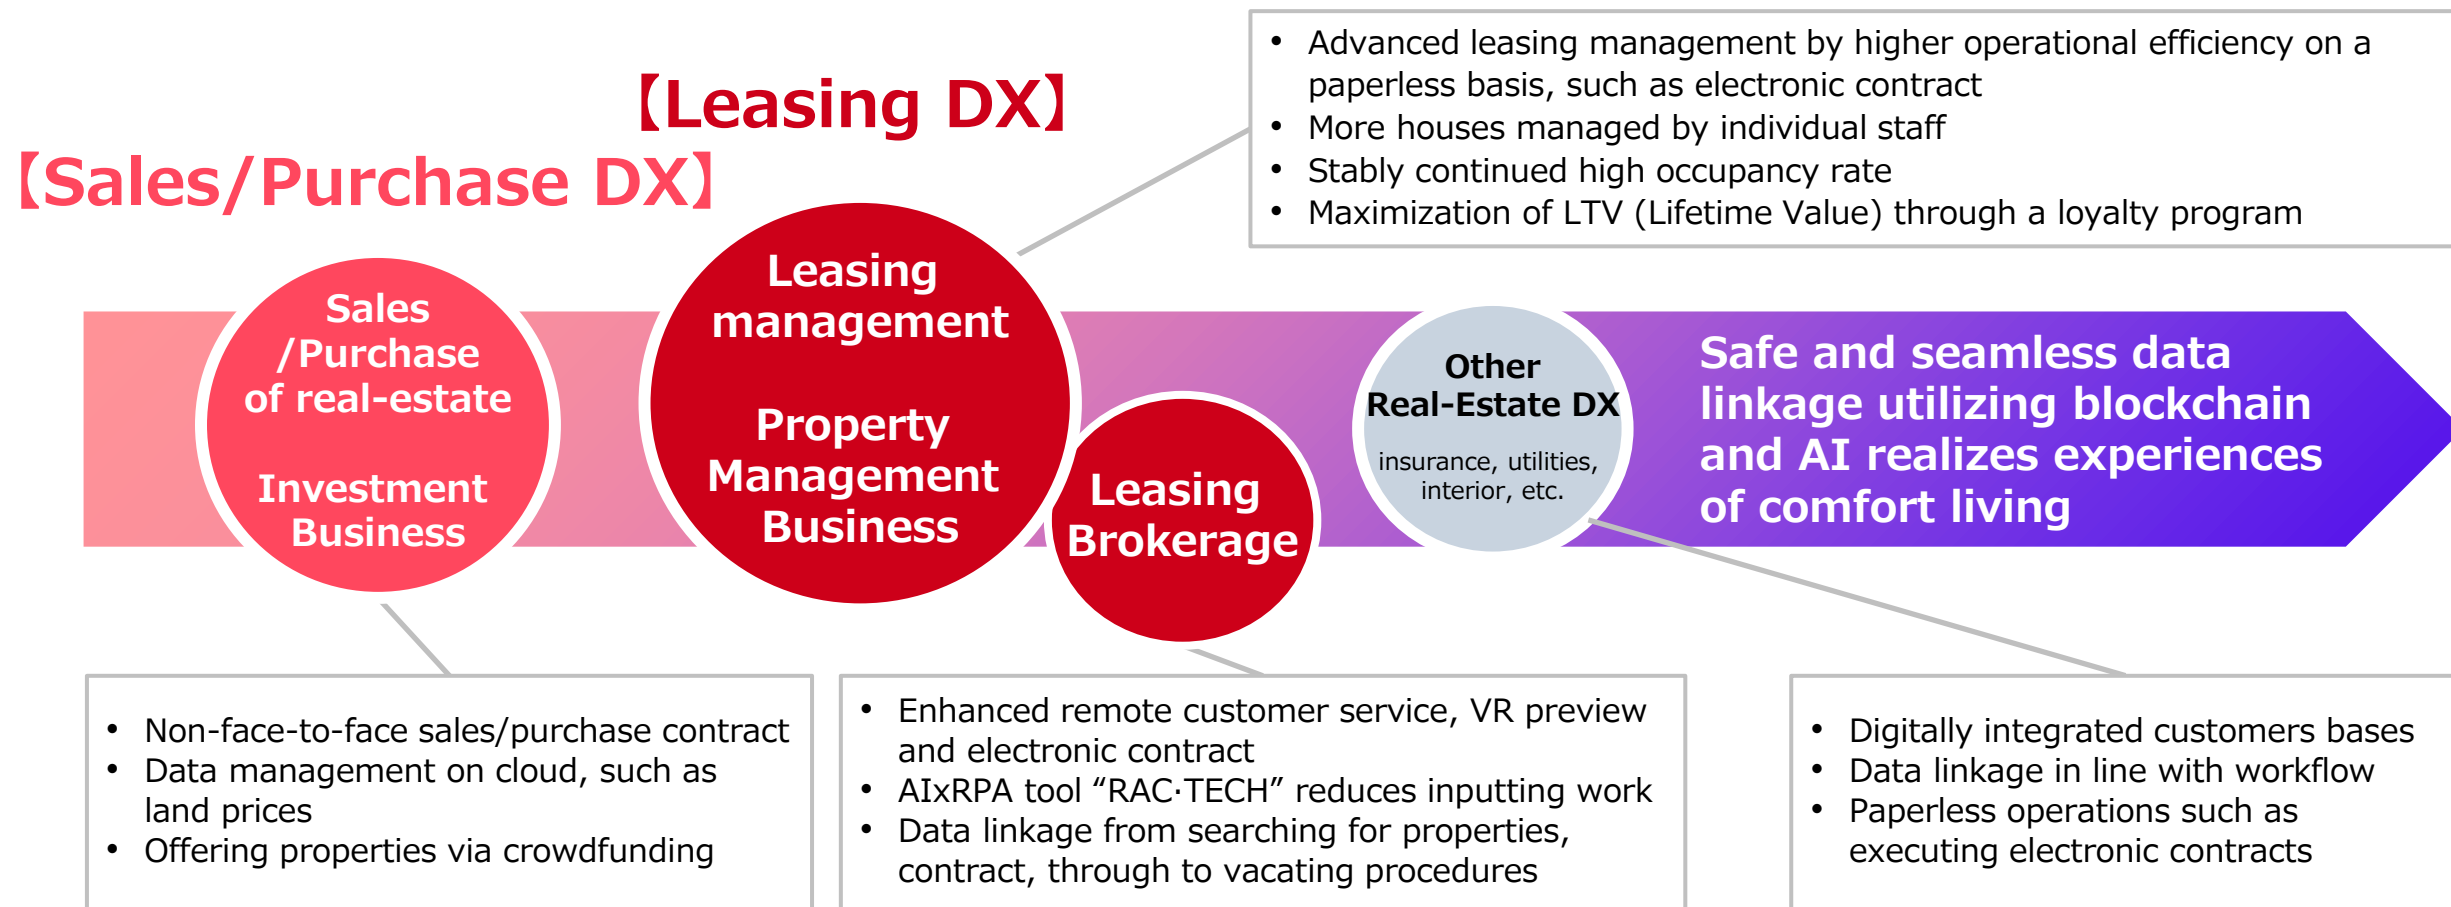 【Leasing DX】
【Sales/Purchase DX】
• Advanced leasing management by higher operational efficiency on a
paperless basis, such as electronic contract
• More houses managed by individual staff
• Stably continued high occupancy rate
• Maximization of LTV (Lifetime Value) through a loyalty program
Sales
/Purchase
of real-estate
Investment
Business
Leasing
management
Property
Management
Business
Leasing
Brokerage
Other
Real-Estate DX
insurance, utilities,
interior, etc.
Safe and seamless data
linkage utilizing blockchain
and AI realizes experiences
of comfort living
• Non-face-to-face sales/purchase contract
• Data management on cloud, such as
land prices
• Offering properties via crowdfunding
• Enhanced remote customer service, VR preview
and electronic contract
• AIxRPA tool “RAC·TECH” reduces inputting work
• Data linkage from searching for properties,
contract, through to vacating procedures
• Digitally integrated customers bases
• Data linkage in line with workflow
• Paperless operations such as
executing electronic contracts